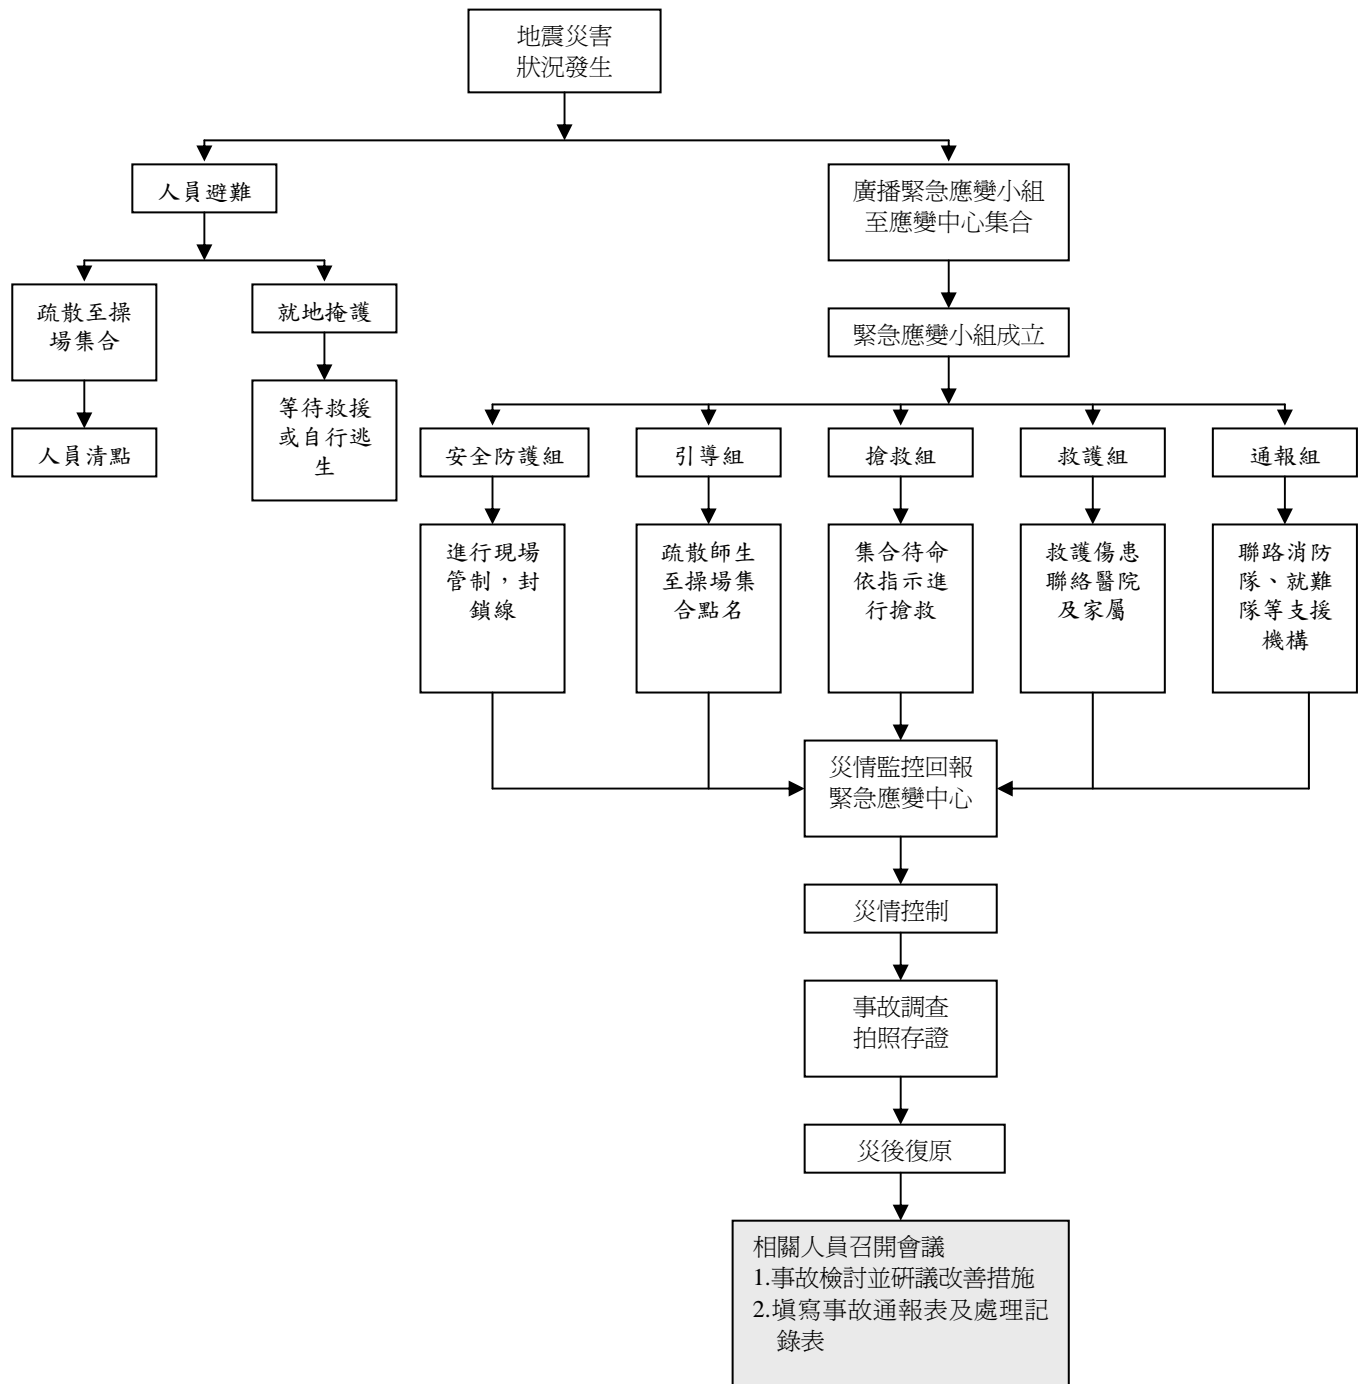 地震災害
狀況發生
人員避難
廣播緊急應變小組
至應變中心集合
疏散至操
場集合
就地掩護
緊急應變小組成立
人員清點
等待救援
或自行逃
生
安全防護組
引導組
搶救組
救護組
通報組
進行現場
管制，封
鎖線
疏散師生
至操場集
合點名
集合待命
依指示進
行搶救
救護傷患
聯絡醫院
及家屬
聯路消防
隊、就難
隊等支援
機構
災情監控回報
緊急應變中心
災情控制
事故調查
拍照存證
災後復原
相關人員召開會議
1.事故檢討並研議改善措施
2.填寫事故通報表及處理記
錄表